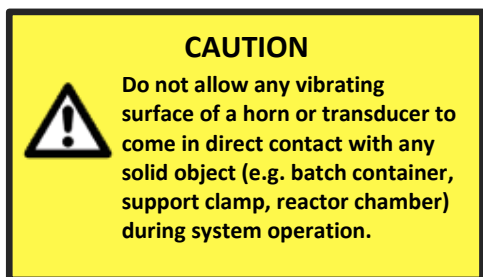 CAUTION
Do not allow any vibrating
surface of a horn or transducer to
come in direct contact with any
solid object (e.g. batch container,
support clamp, reactor chamber)
during system operation.